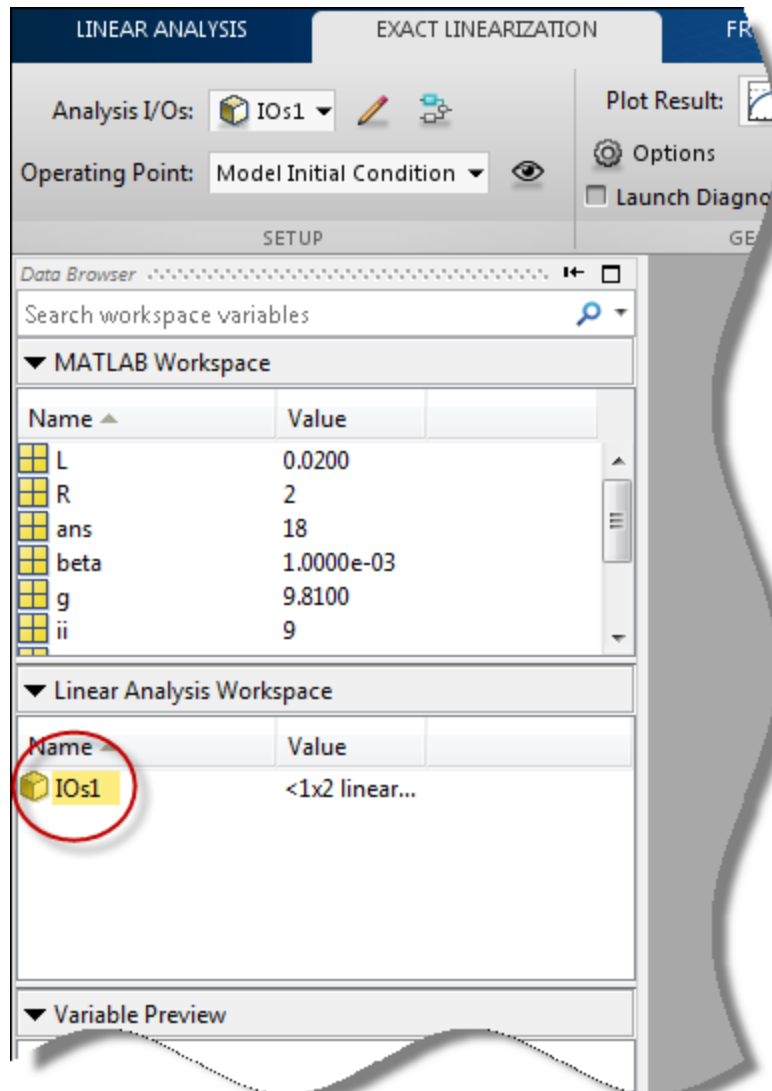 LINEAR ANALYSIS EXACT LINEARIZATION
Analysis I/Os: IOs1 Plot Result:
Operating Point: Model Initial Condition Options
Launch
SETUP
Data Browser
Search workspace variables
MATLAB Workspace
Name Value
L 0.0200
R 2
ans 18
beta 1.0000e-03
g 9.8100
ii 9
Linear Analysis Workspace
Name Value
IOs1 <1x2 linear...
Variable Preview